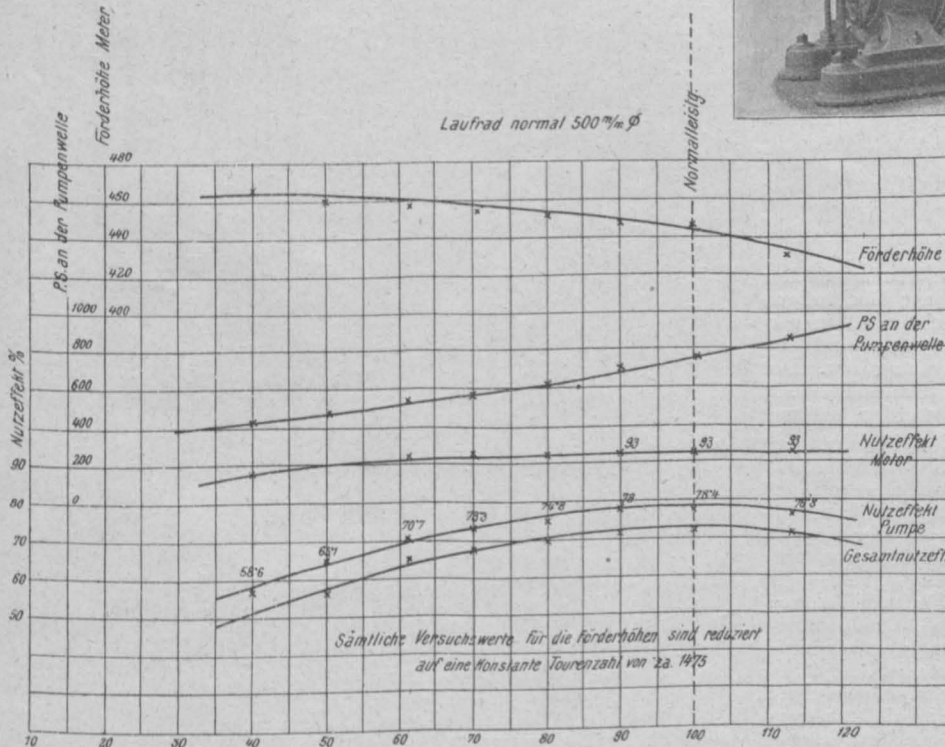 Laufrad normal 500 m/m ⌀
Normalleistg.
Förderhöhe Meter
P.S. an der Pumpenwelle
Nutzeffekt %
480
460
440
420
1000 400
800
600
400
200
0
90
80
70
60
50
Förderhöhe
PS an der
Pumpenwelle
93 93 93
Nutzeffekt
Motor
70·7 78 78·4
Nutzeffekt
Pumpe
Gesamtnutzeff
Sämtliche Versuchswerte für die Förderhöhen sind reduziert
auf eine Konstante Tourenzahl von za. 1475
10 20 30 40 50 60 70 80 90 100 110 120